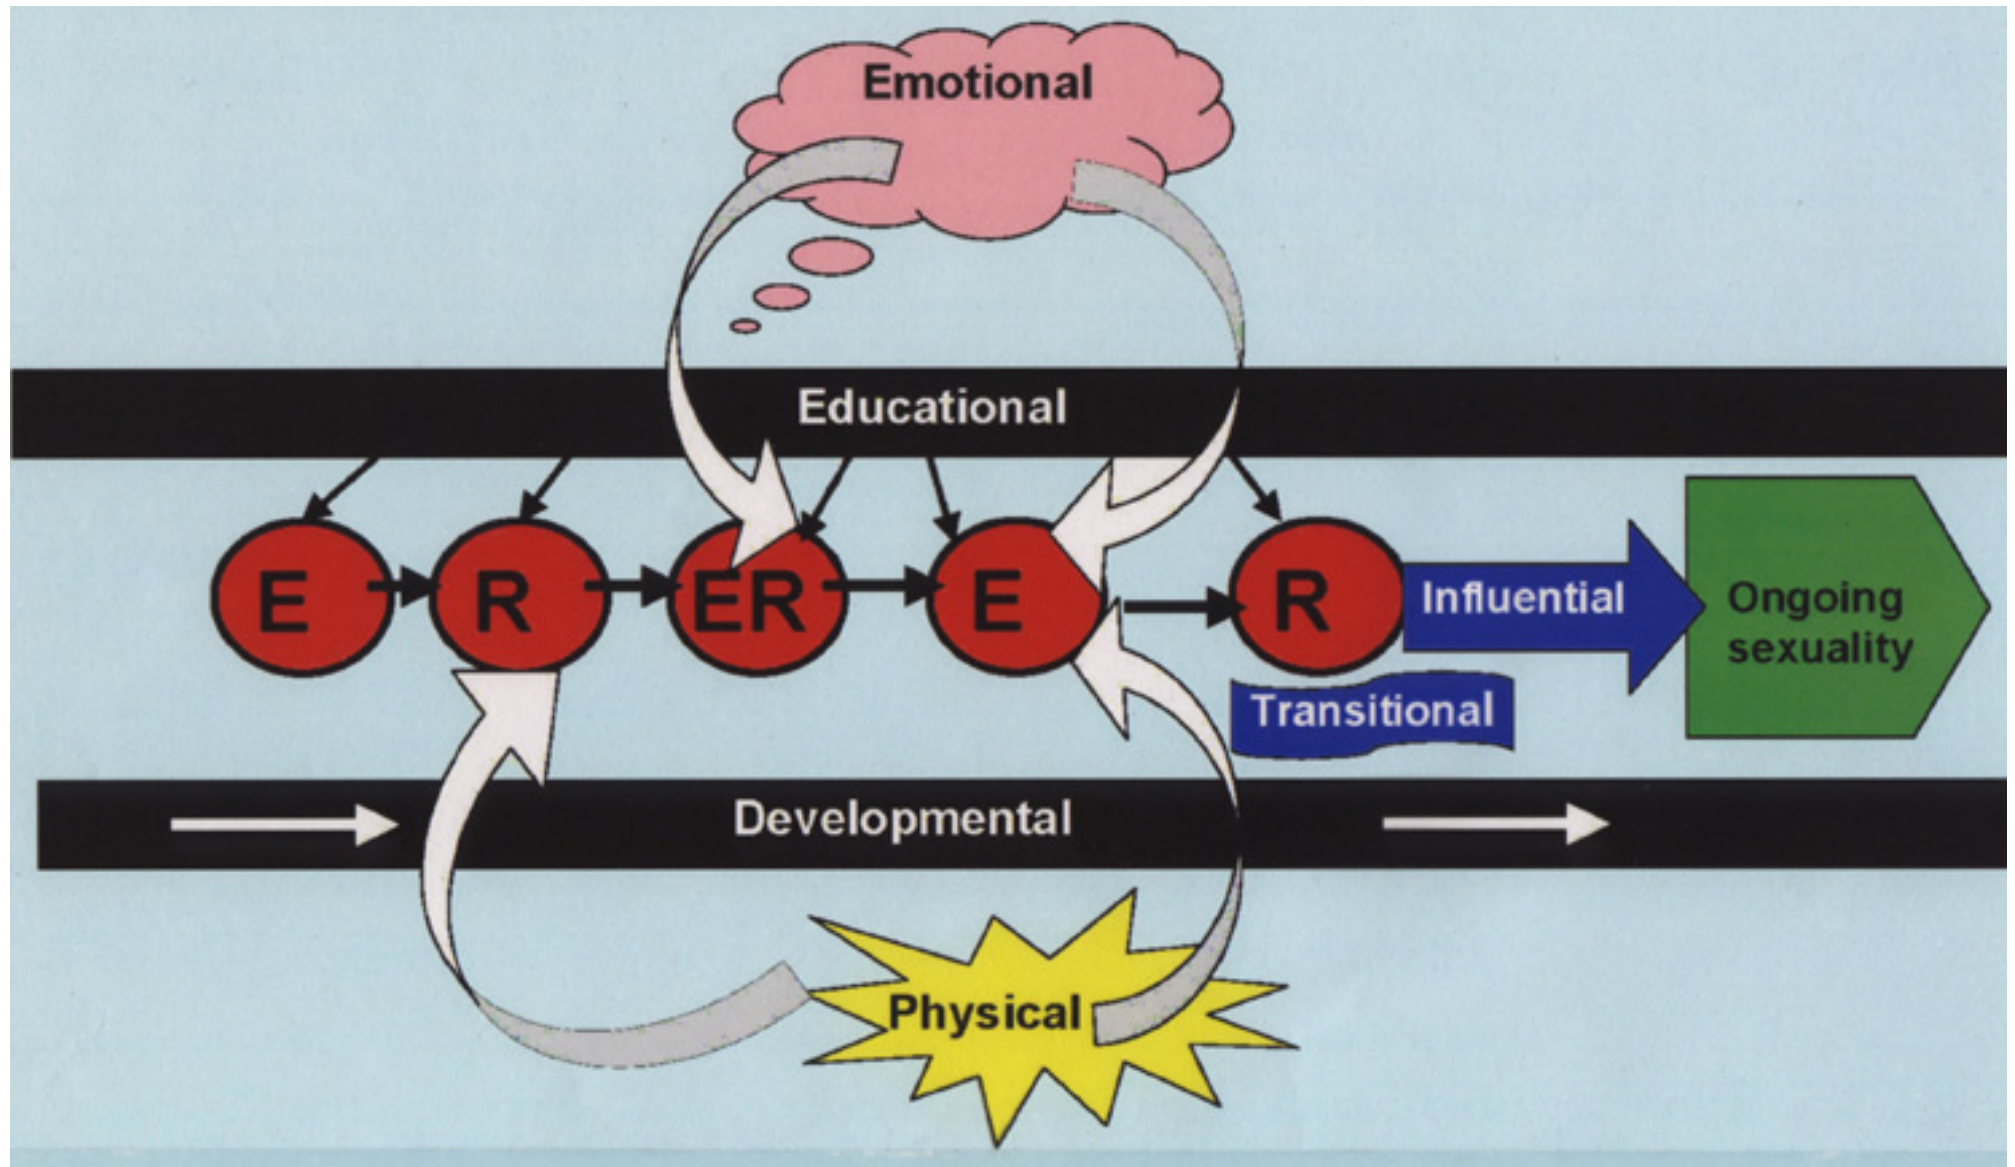 Emotional
Educational
E
R
ER
E
R
Influential
Ongoing
sexuality
Transitional
Developmental
Physical